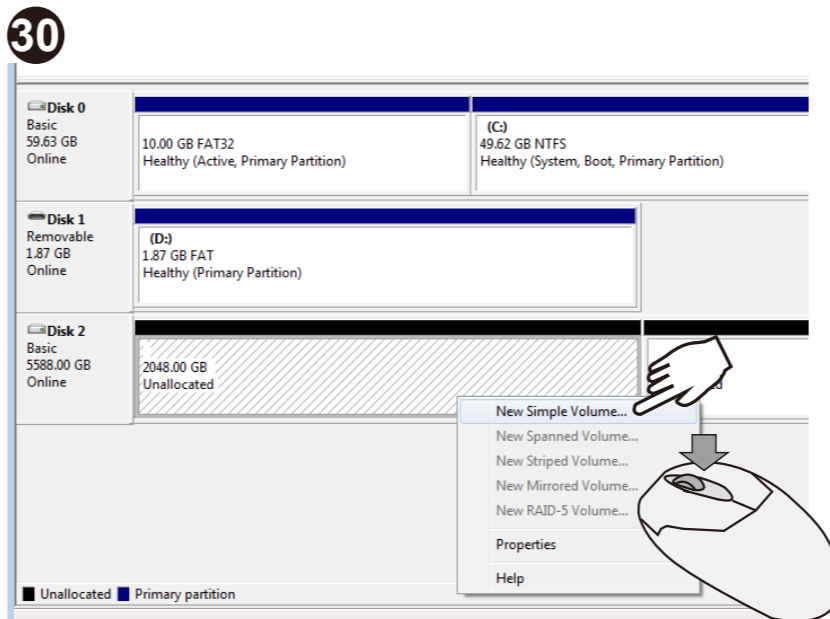 30
Disk 0
Basic
59.63 GB
Online
10.00 GB FAT32
Healthy (Active, Primary Partition)
(C:)
49.62 GB NTFS
Healthy (System, Boot, Primary Partition)
Disk 1
Removable
1.87 GB
Online
(D:)
1.87 GB FAT
Healthy (Primary Partition)
Disk 2
Basic
5588.00 GB
Online
2048.00 GB
Unallocated
New Simple Volume...
New Spanned Volume...
New Striped Volume...
New Mirrored Volume...
New RAID-5 Volume...
Properties
Help
Unallocated
Primary partition